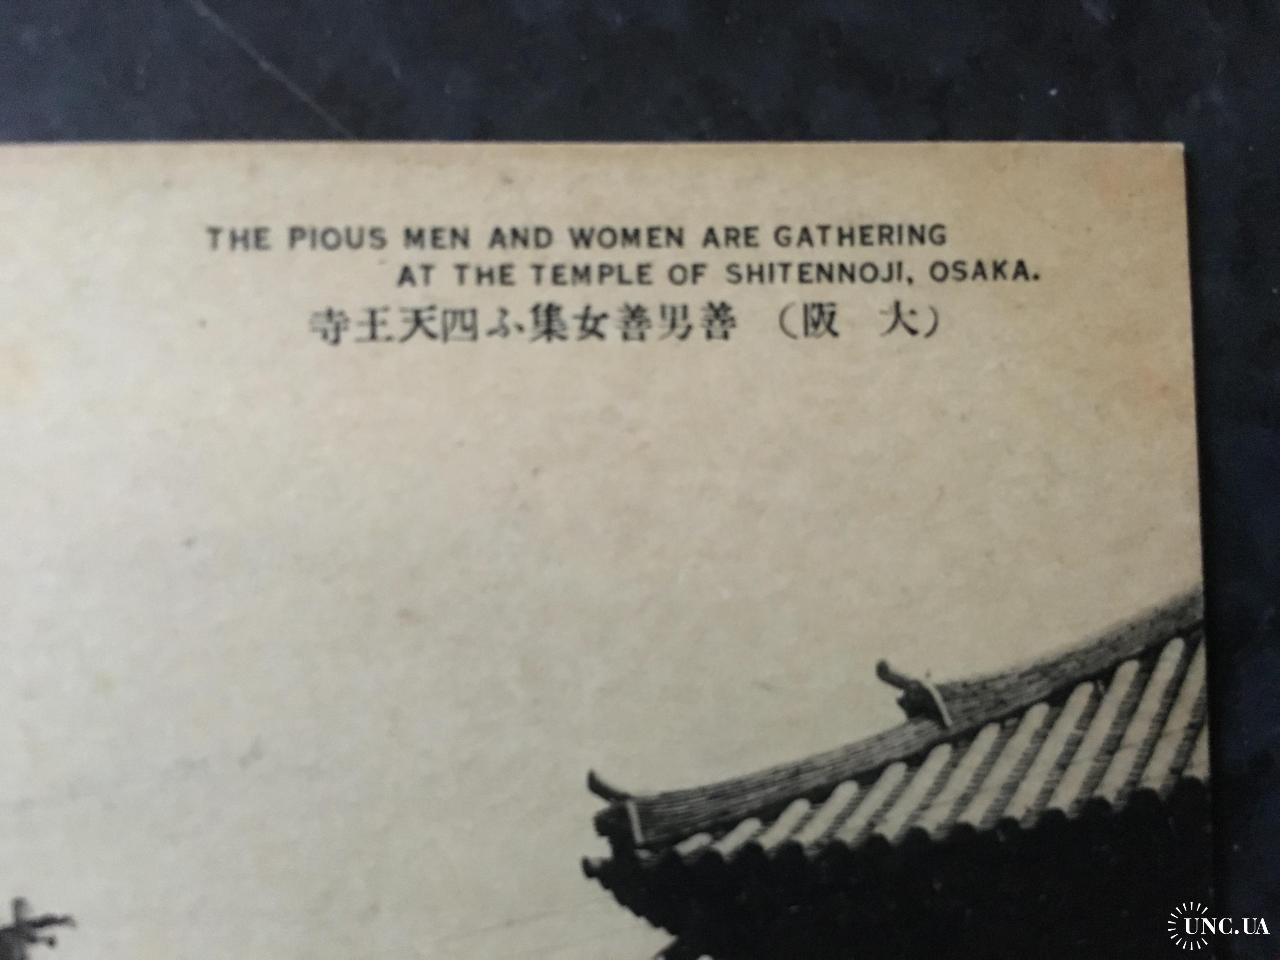 THE PIOUS MEN AND WOMEN ARE GATHERING
AT THE TEMPLE OF SHITENNOJI, OSAKA.
（大　阪）　善男善女集ふ四天王寺
UNC.UA